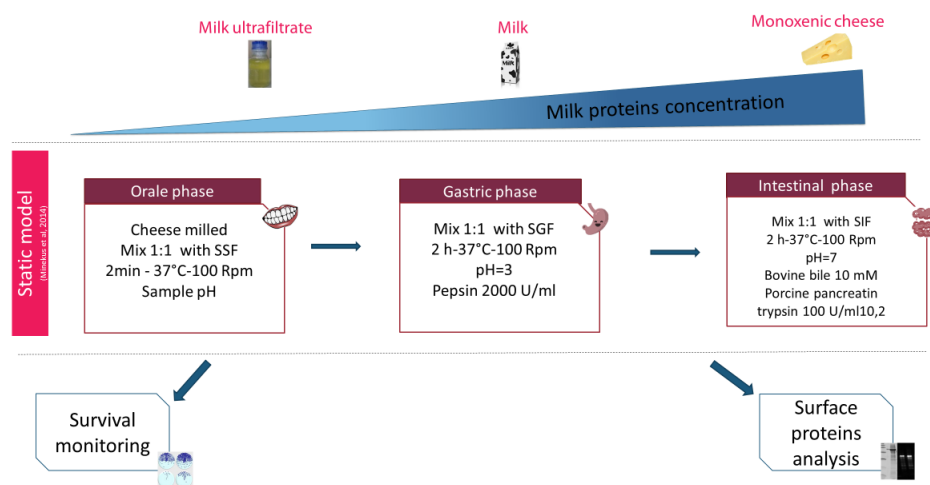 Milk ultrafiltrate
Milk
Monoxenic cheese
Milk
Milk proteins concentration
Static model
(Minekus et al, 2014)
Orale phase
Cheese milled
Mix 1:1 with SSF
2min - 37°C-100 Rpm
Sample pH
Gastric phase
Mix 1:1 with SGF
2 h-37°C-100 Rpm
pH=3
Pepsin 2000 U/ml
Intestinal phase
Mix 1:1 with SIF
2 h-37°C-100 Rpm
pH=7
Bovine bile 10 mM
Porcine pancreatin
trypsin 100 U/ml10,2
Survival
monitoring
Surface
proteins
analysis